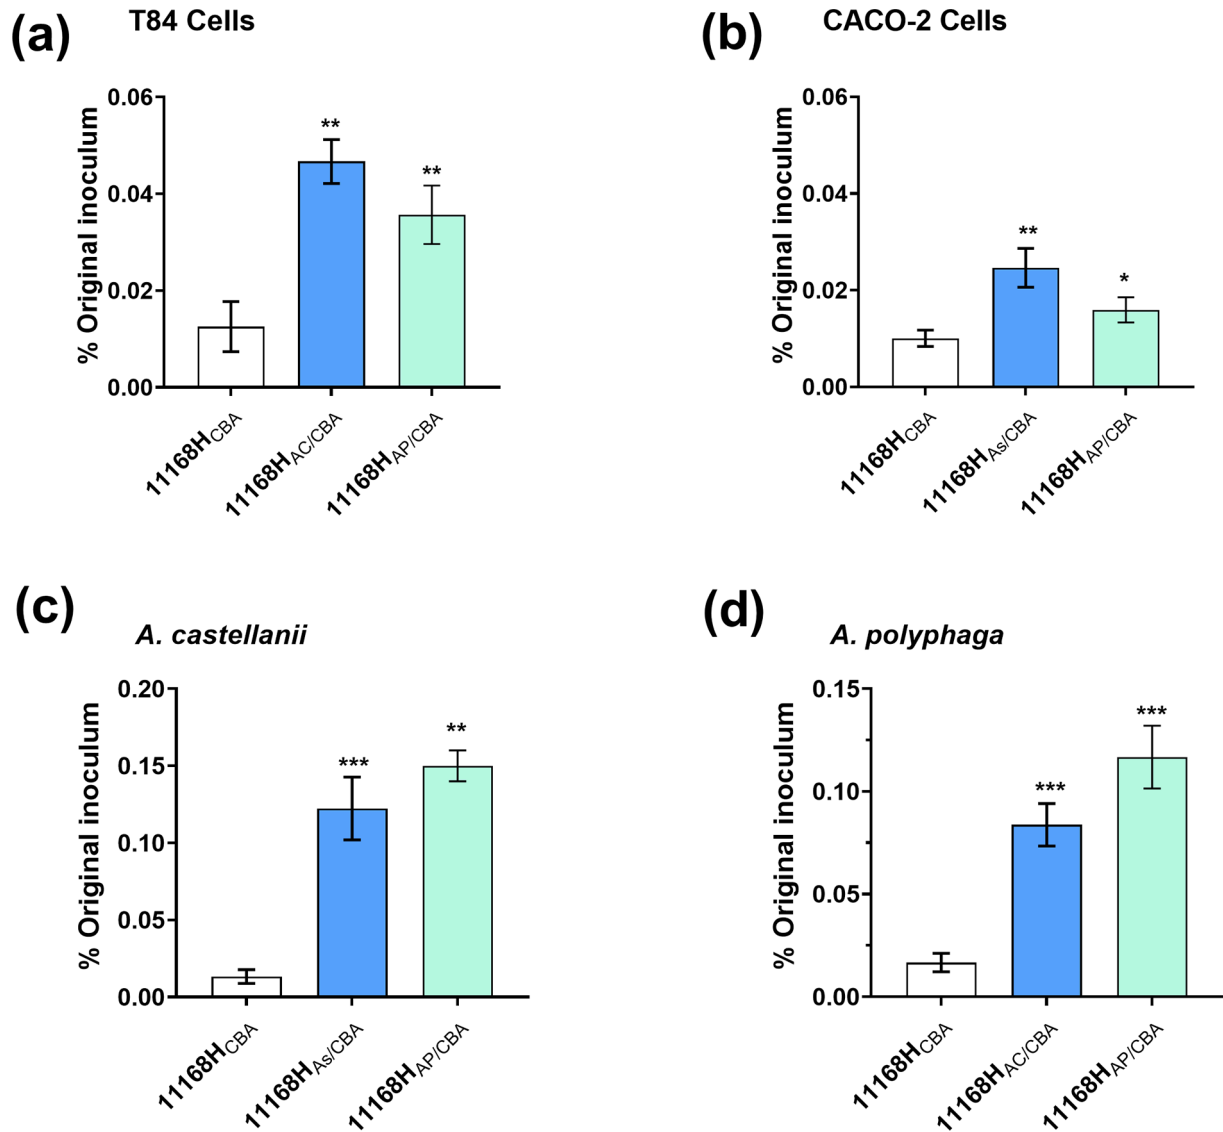 (a)
T84 Cells
% Original inoculum
0.06
0.04
0.02
0.00
**
**
11168HCBA
11168HAC/CBA
11168HAP/CBA
(b)
CACO-2 Cells
% Original inoculum
0.06
0.04
0.02
0.00
**
*
11168HCBA
11168HAs/CBA
11168HAP/CBA
(c)
A. castellanii
% Original inoculum
0.20
0.15
0.10
0.05
0.00
***
**
11168HCBA
11168HAs/CBA
11168HAP/CBA
(d)
A. polyphaga
% Original inoculum
0.15
0.10
0.05
0.00
***
***
11168HCBA
11168HAC/CBA
11168HAP/CBA